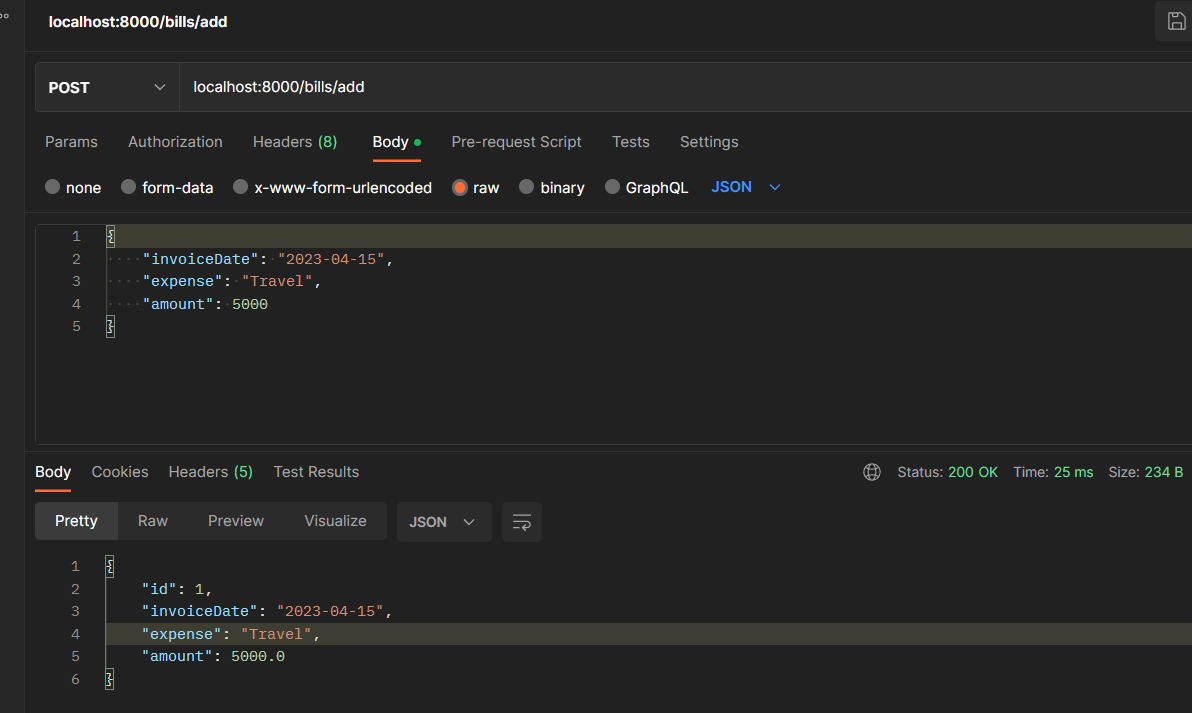 localhost:8000/bills/add
POST localhost:8000/bills/add
Params Authorization Headers (8) Body Pre-request Script Tests Settings
none form-data x-www-form-urlencoded raw binary GraphQL JSON
1 {
2 "invoiceDate": "2023-04-15",
3 "expense": "Travel",
4 "amount": 5000
5 }
Body Cookies Headers (5) Test Results Status: 200 OK Time: 25 ms Size: 234 B
Pretty Raw Preview Visualize JSON
1 {
2 "id": 1,
3 "invoiceDate": "2023-04-15",
4 "expense": "Travel",
5 "amount": 5000.0
6 }